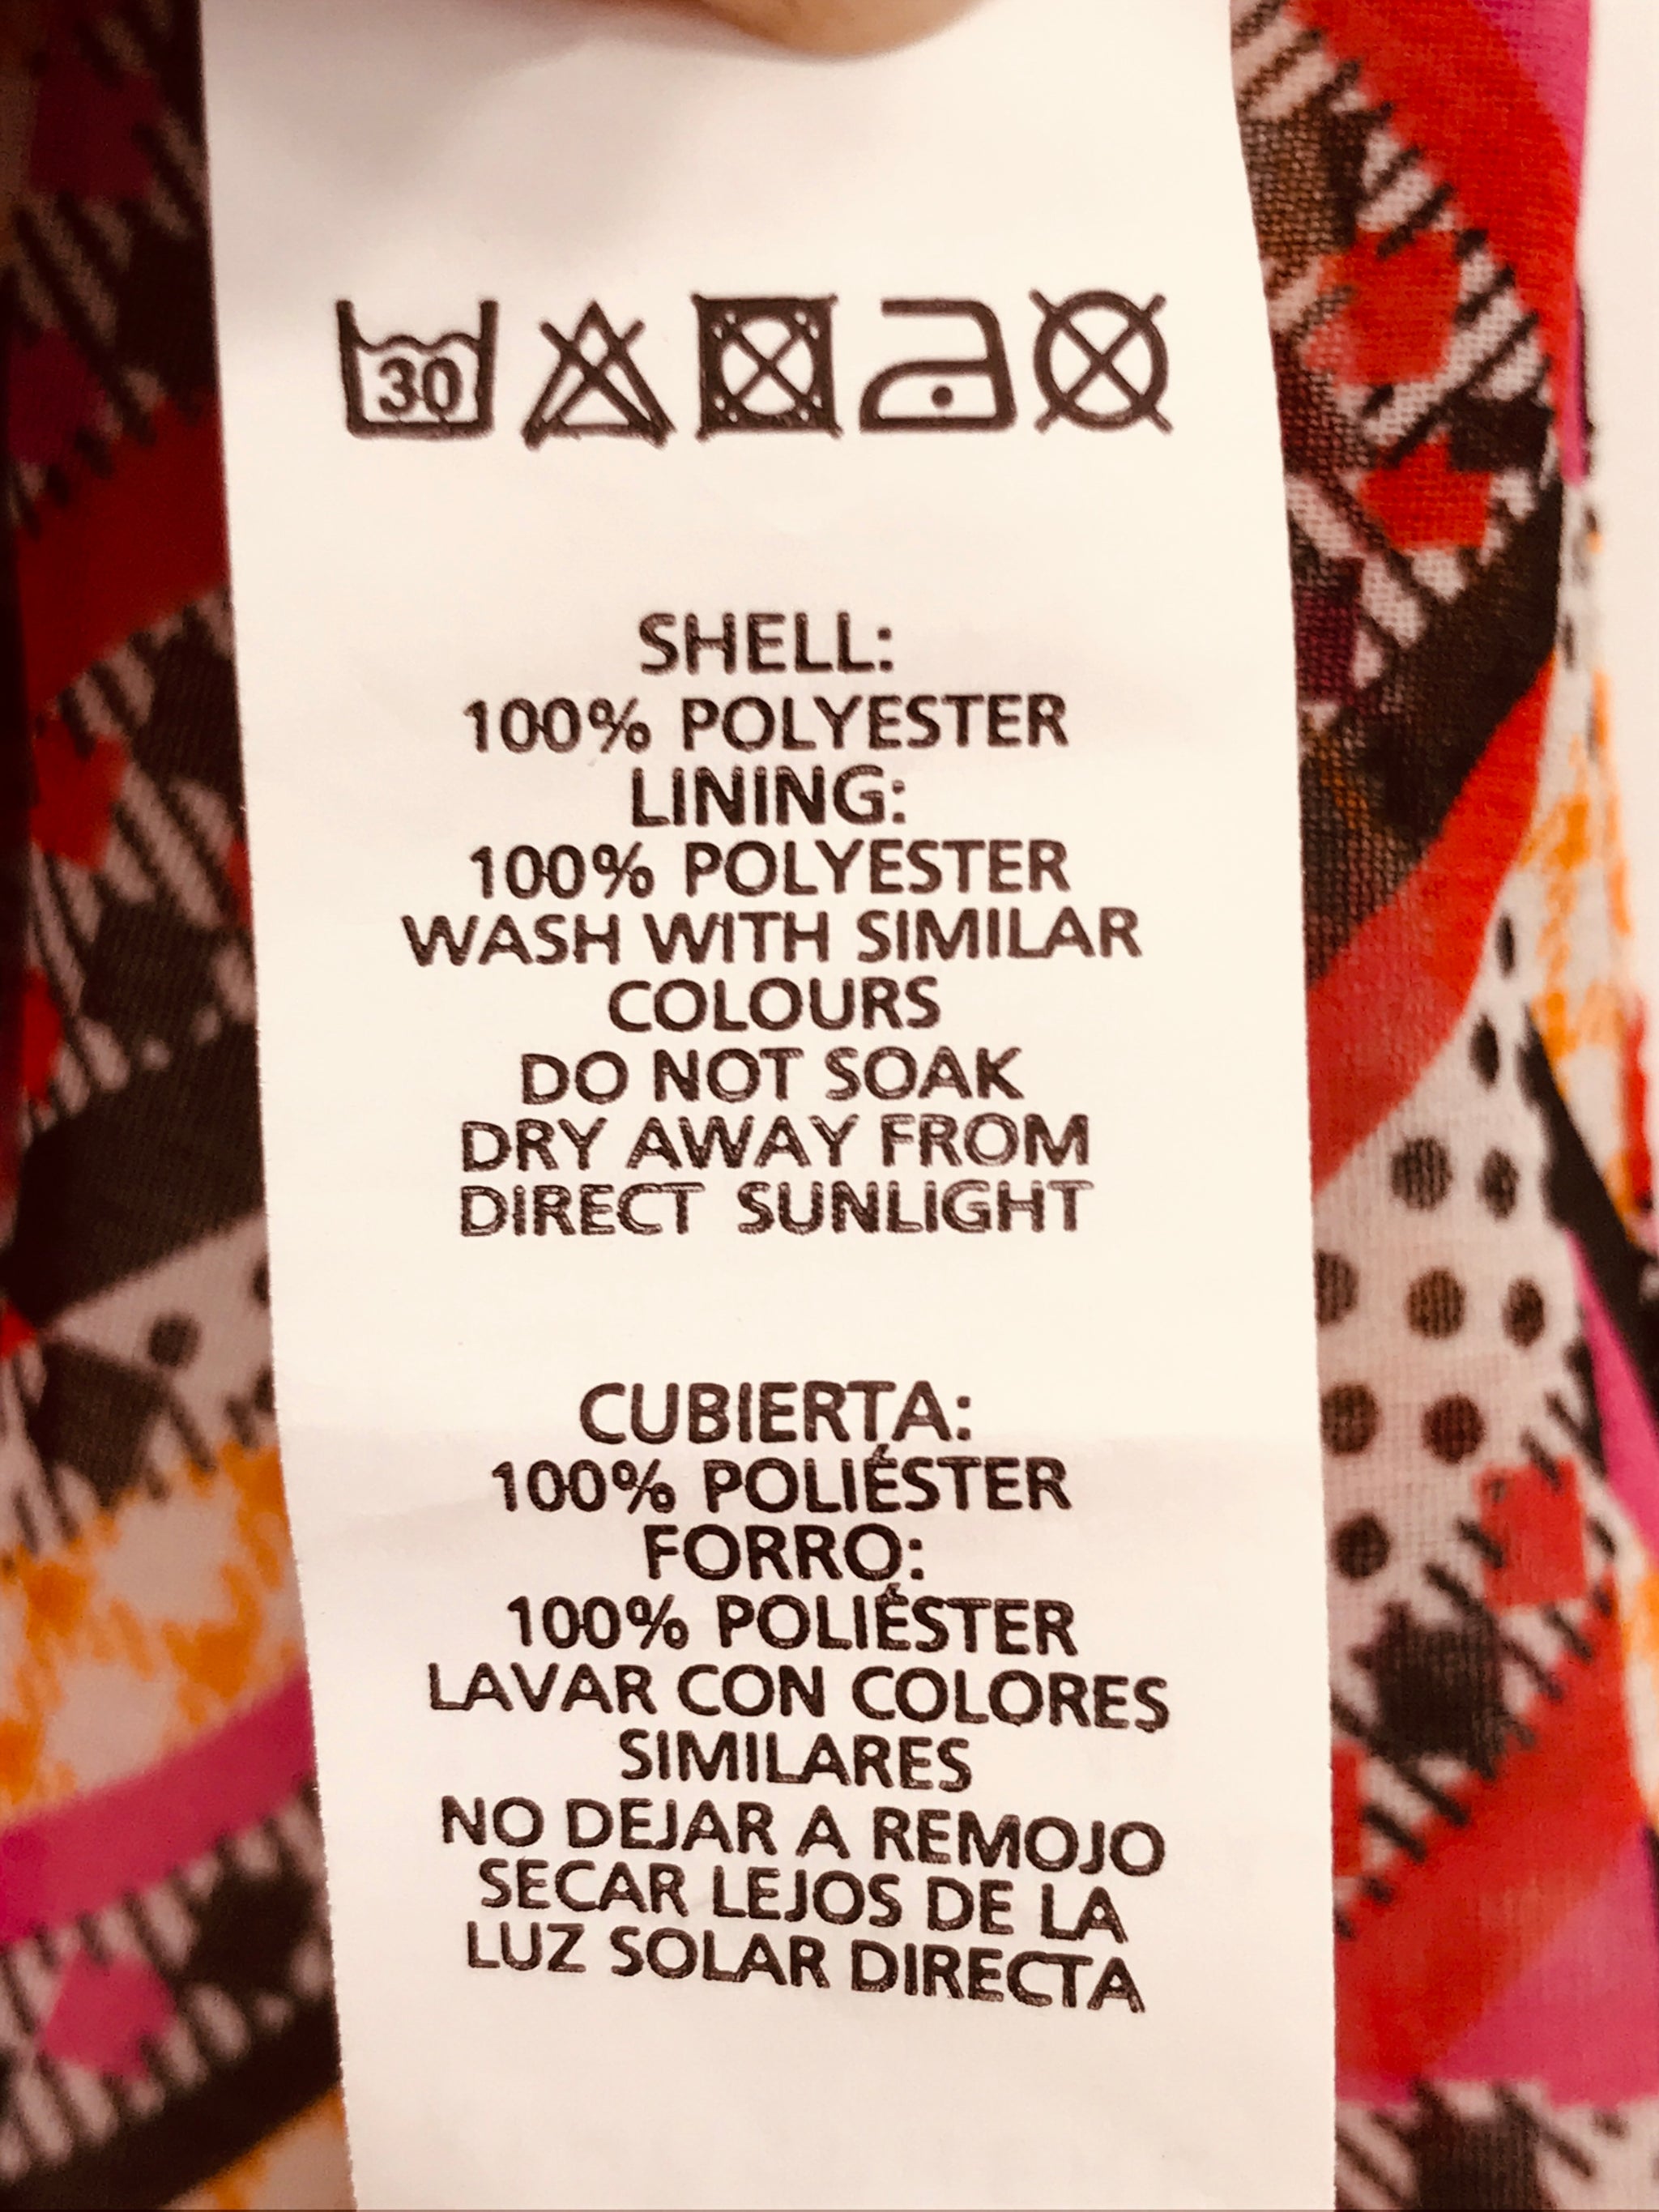 30
SHELL:
100% POLYESTER
LINING:
100% POLYESTER
WASH WITH SIMILAR
COLOURS
DO NOT SOAK
DRY AWAY FROM
DIRECT SUNLIGHT
CUBIERTA:
100% POLIÉSTER
FORRO:
100% POLIÉSTER
LAVAR CON COLORES
SIMILARES
NO DEJAR A REMOJO
SECAR LEJOS DE LA
LUZ SOLAR DIRECTA